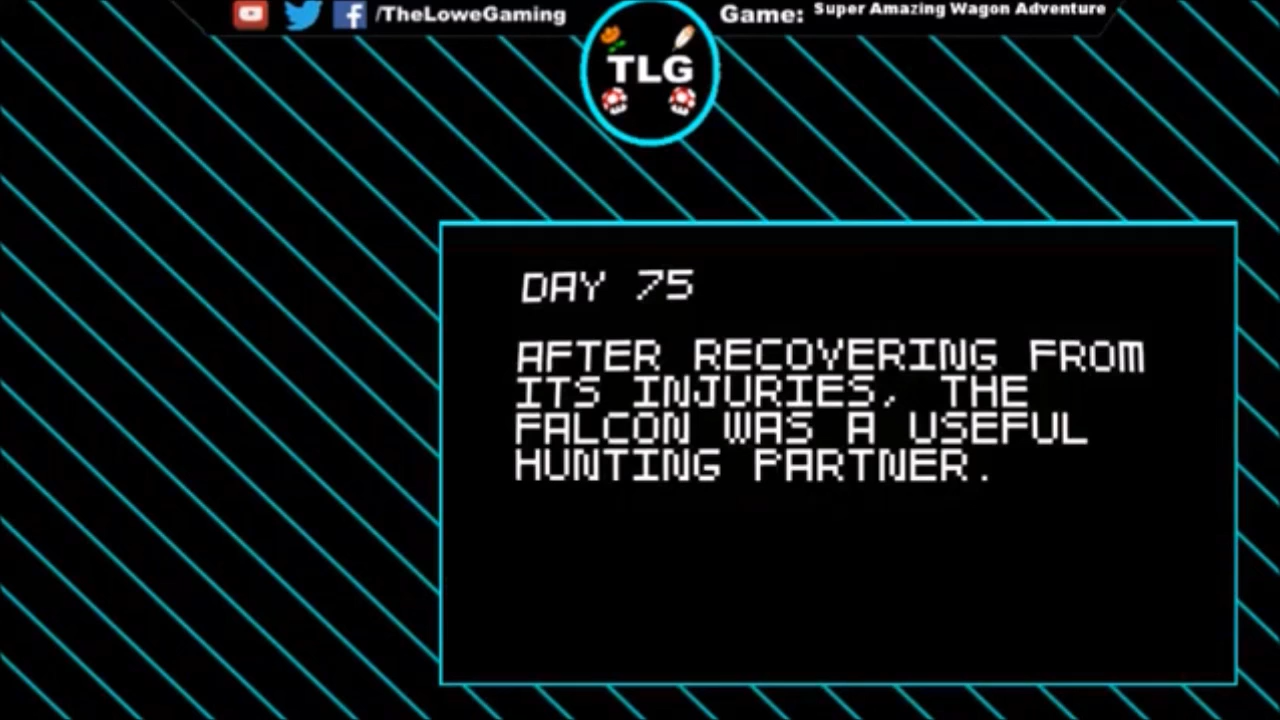 /TheLoweGaming
Game: Super Amazing Wagon Adventure
TLG
DAY 75
AFTER RECOVERING FROM
ITS INJURIES, THE
FALCON WAS A USEFUL
HUNTING PARTNER.